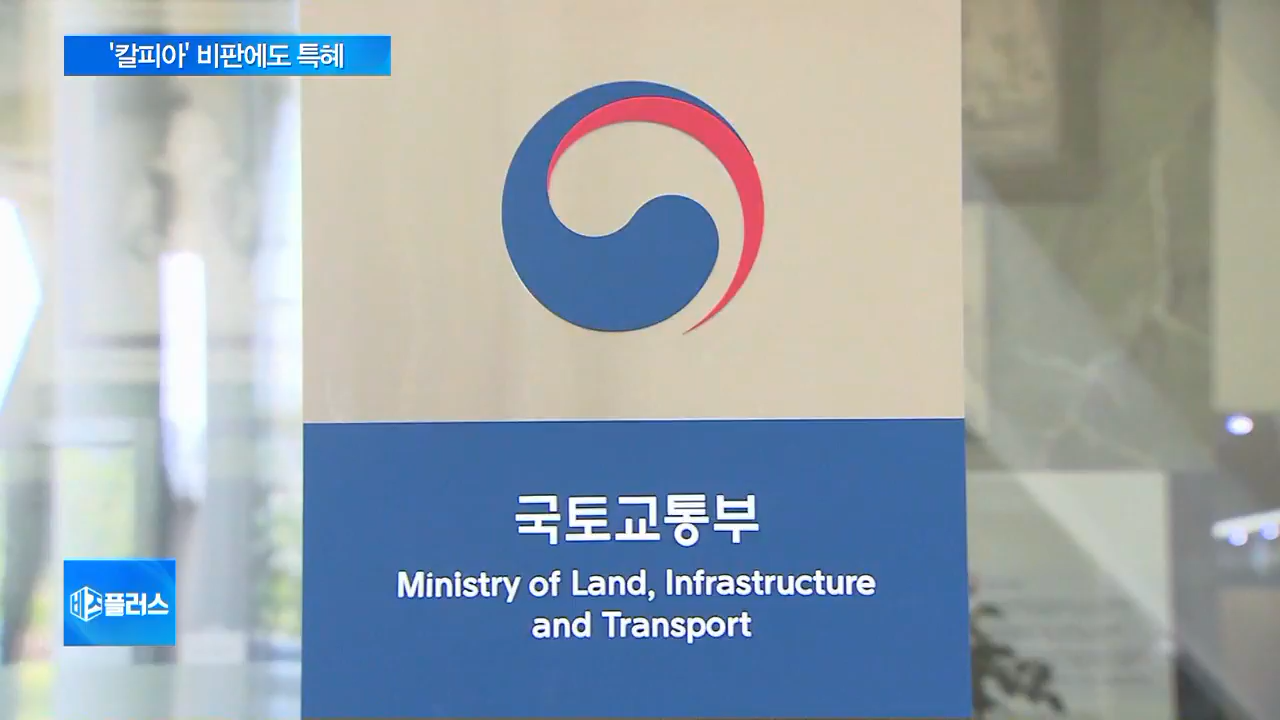 '칼피아' 비판에도 특혜
국토교통부
Ministry of Land, Infrastructure
and Transport
비즈플러스